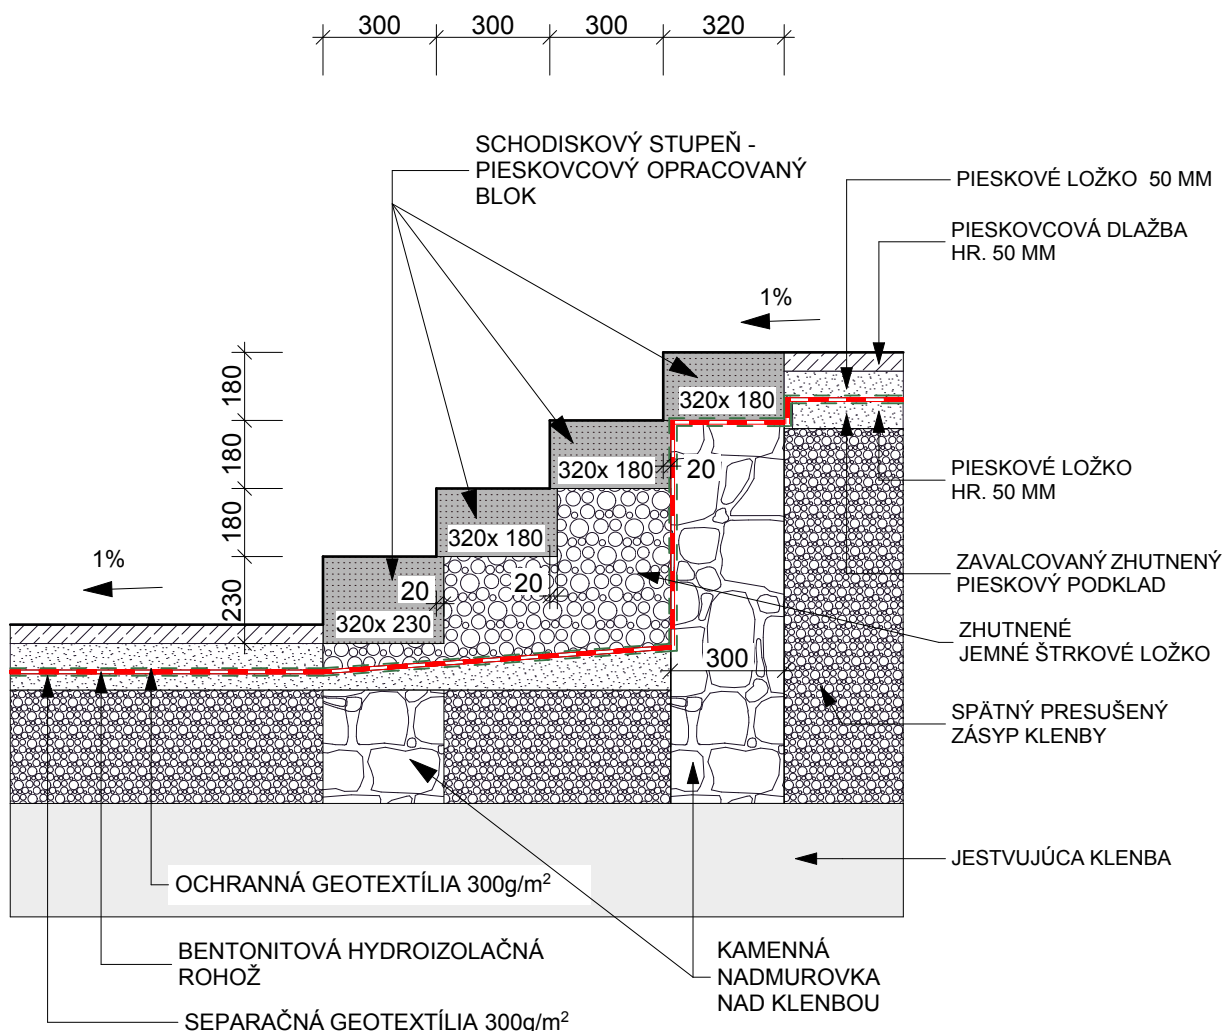 300
300
300
320
SCHODISKOVÝ STUPEŇ -
PIESKOVCOVÝ OPRACOVANÝ
BLOK
PIESKOVÉ LOŽKO 50 MM
PIESKOVCOVÁ DLAŽBA
HR. 50 MM
1%
180
180
180
230
320x 180
320x 180
20
320x 180
20
20
320x 230
1%
300
PIESKOVÉ LOŽKO
HR. 50 MM
ZAVALCOVANÝ ZHUTNENÝ
PIESKOVÝ PODKLAD
ZHUTNENÉ
JEMNÉ ŠTRKOVÉ LOŽKO
SPÄTNÝ PRESUŠENÝ
ZÁSYP KLENBY
JESTVUJÚCA KLENBA
OCHRANNÁ GEOTEXTÍLIA 300g/m²
BENTONITOVÁ HYDROIZOLAČNÁ
ROHOŽ
KAMENNÁ
NADMUROVKA
NAD KLENBOU
SEPARAČNÁ GEOTEXTÍLIA 300g/m²